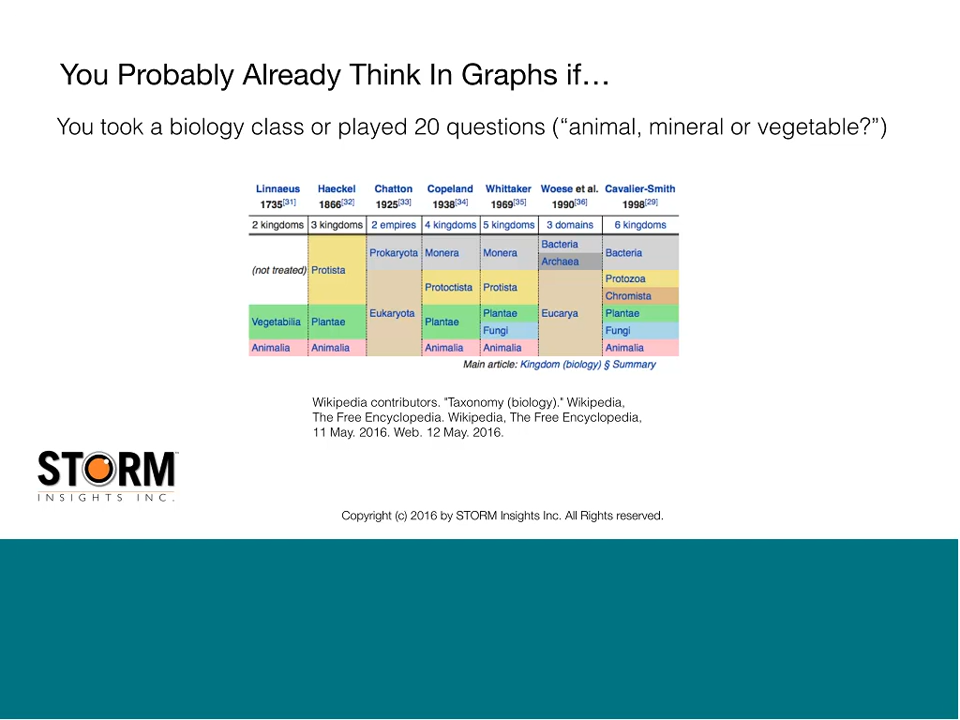 You Probably Already Think In Graphs if…
You took a biology class or played 20 questions (“animal, mineral or vegetable?”)
Linnaeus Haeckel Chatton Copeland Whittaker Woese et al. Cavalier-Smith
1735[31] 1866[32] 1925[33] 1938[34] 1969[35] 1990[36] 1998[29]
2 kingdoms 3 kingdoms 2 empires 4 kingdoms 5 kingdoms 3 domains 6 kingdoms
Bacteria
Prokaryota Monera Monera Bacteria
Archaea
(not treated) Protista
Protozoa
Protoctista Protista
Chromista
Eukaryota Plantae Eucarya Plantae
Vegetabilia Plantae Plantae
Fungi Fungi
Animalia Animalia Animalia Animalia Animalia
Main article: Kingdom (biology) § Summary
Wikipedia contributors. "Taxonomy (biology)." Wikipedia,
The Free Encyclopedia. Wikipedia, The Free Encyclopedia,
11 May. 2016. Web. 12 May. 2016.
STORM
INSIGHTS INC.
Copyright (c) 2016 by STORM Insights Inc. All Rights reserved.